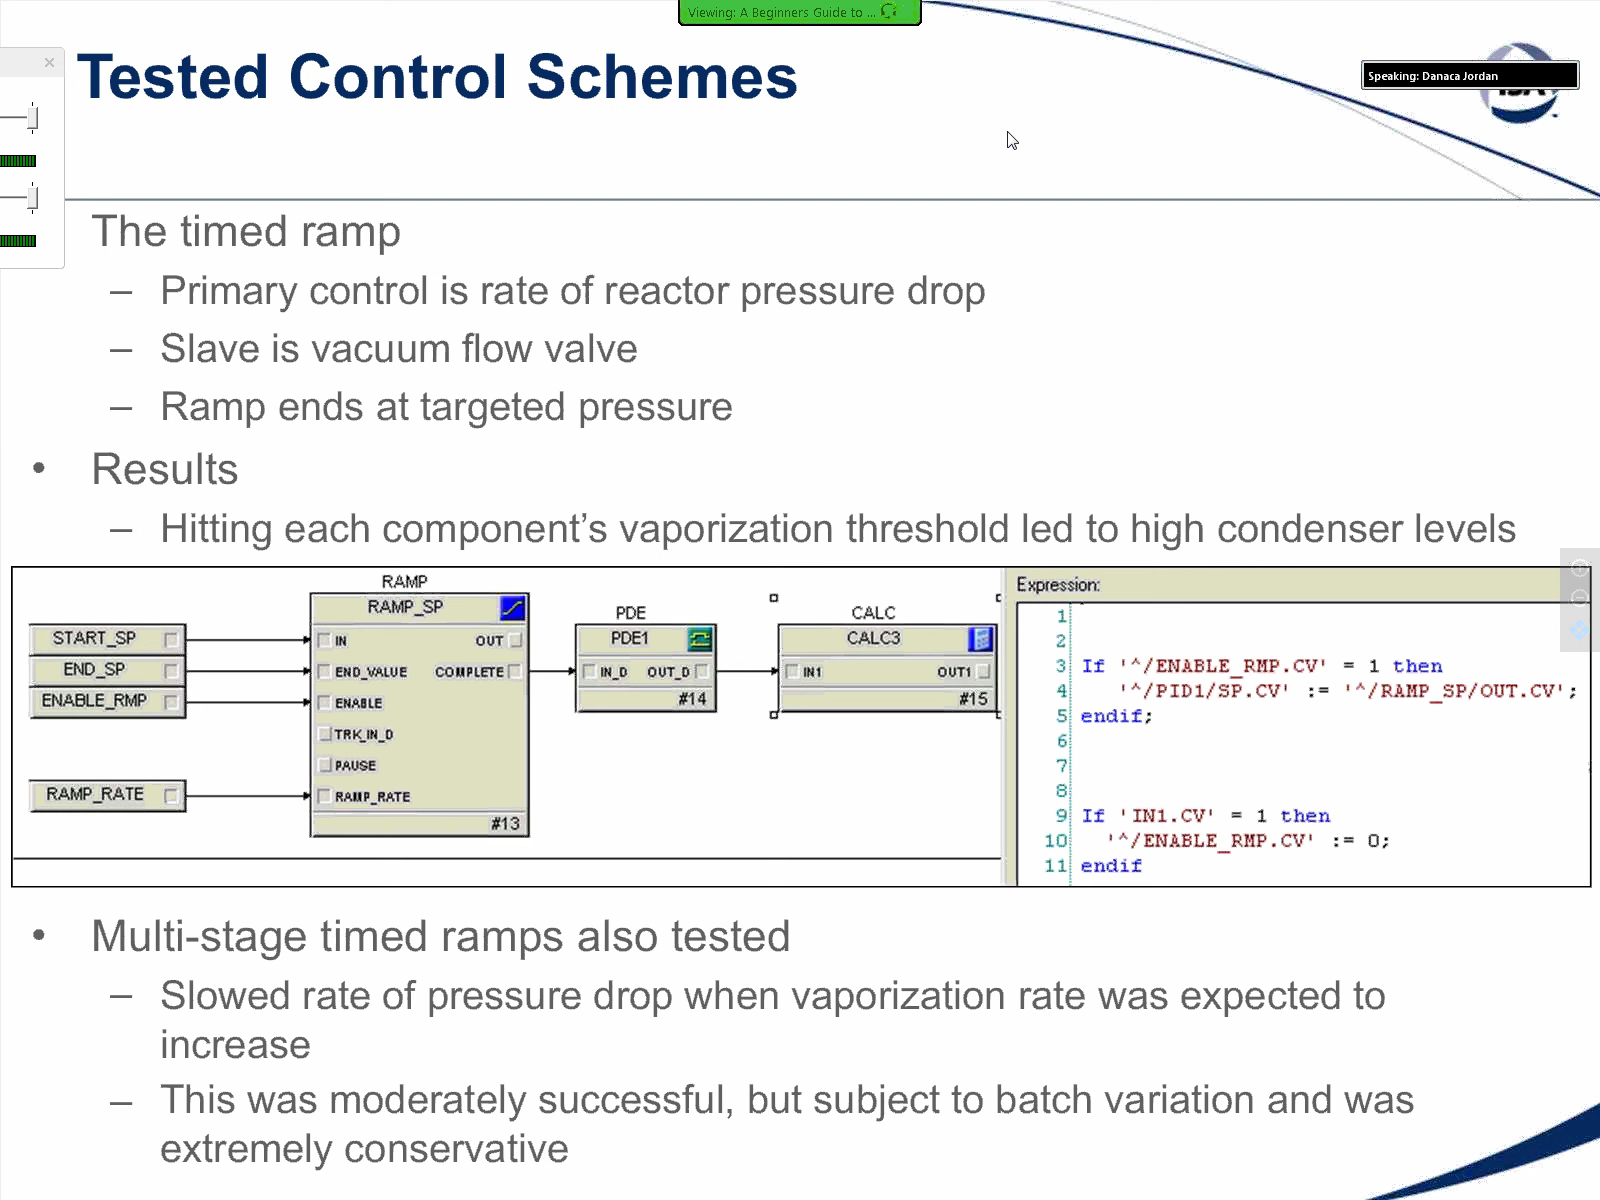 Viewing: A Beginners Guide to ...
Tested Control Schemes
Speaking: Danaca Jordan
The timed ramp
– Primary control is rate of reactor pressure drop
– Slave is vacuum flow valve
– Ramp ends at targeted pressure
• Results
– Hitting each component’s vaporization threshold led to high condenser levels
RAMP
RAMP_SP
START_SP
END_SP
ENABLE_RMP
RAMP_RATE
IN OUT
END_VALUE COMPLETE
ENABLE
TRK_IN_D
PAUSE
RAMP_RATE
#13
PDE
PDE1
IN_D OUT_D
#14
CALC
CALC3
IN1 OUT1
#15
Expression:
1
2
3 If '^/ENABLE_RMP.CV' = 1 then
4 '^/PID1/SP.CV' := '^/RAMP_SP/OUT.CV';
5 endif;
6
7
8
9 If 'IN1.CV' = 1 then
10 '^/ENABLE_RMP.CV' := 0;
11 endif
• Multi-stage timed ramps also tested
– Slowed rate of pressure drop when vaporization rate was expected to
increase
– This was moderately successful, but subject to batch variation and was
extremely conservative